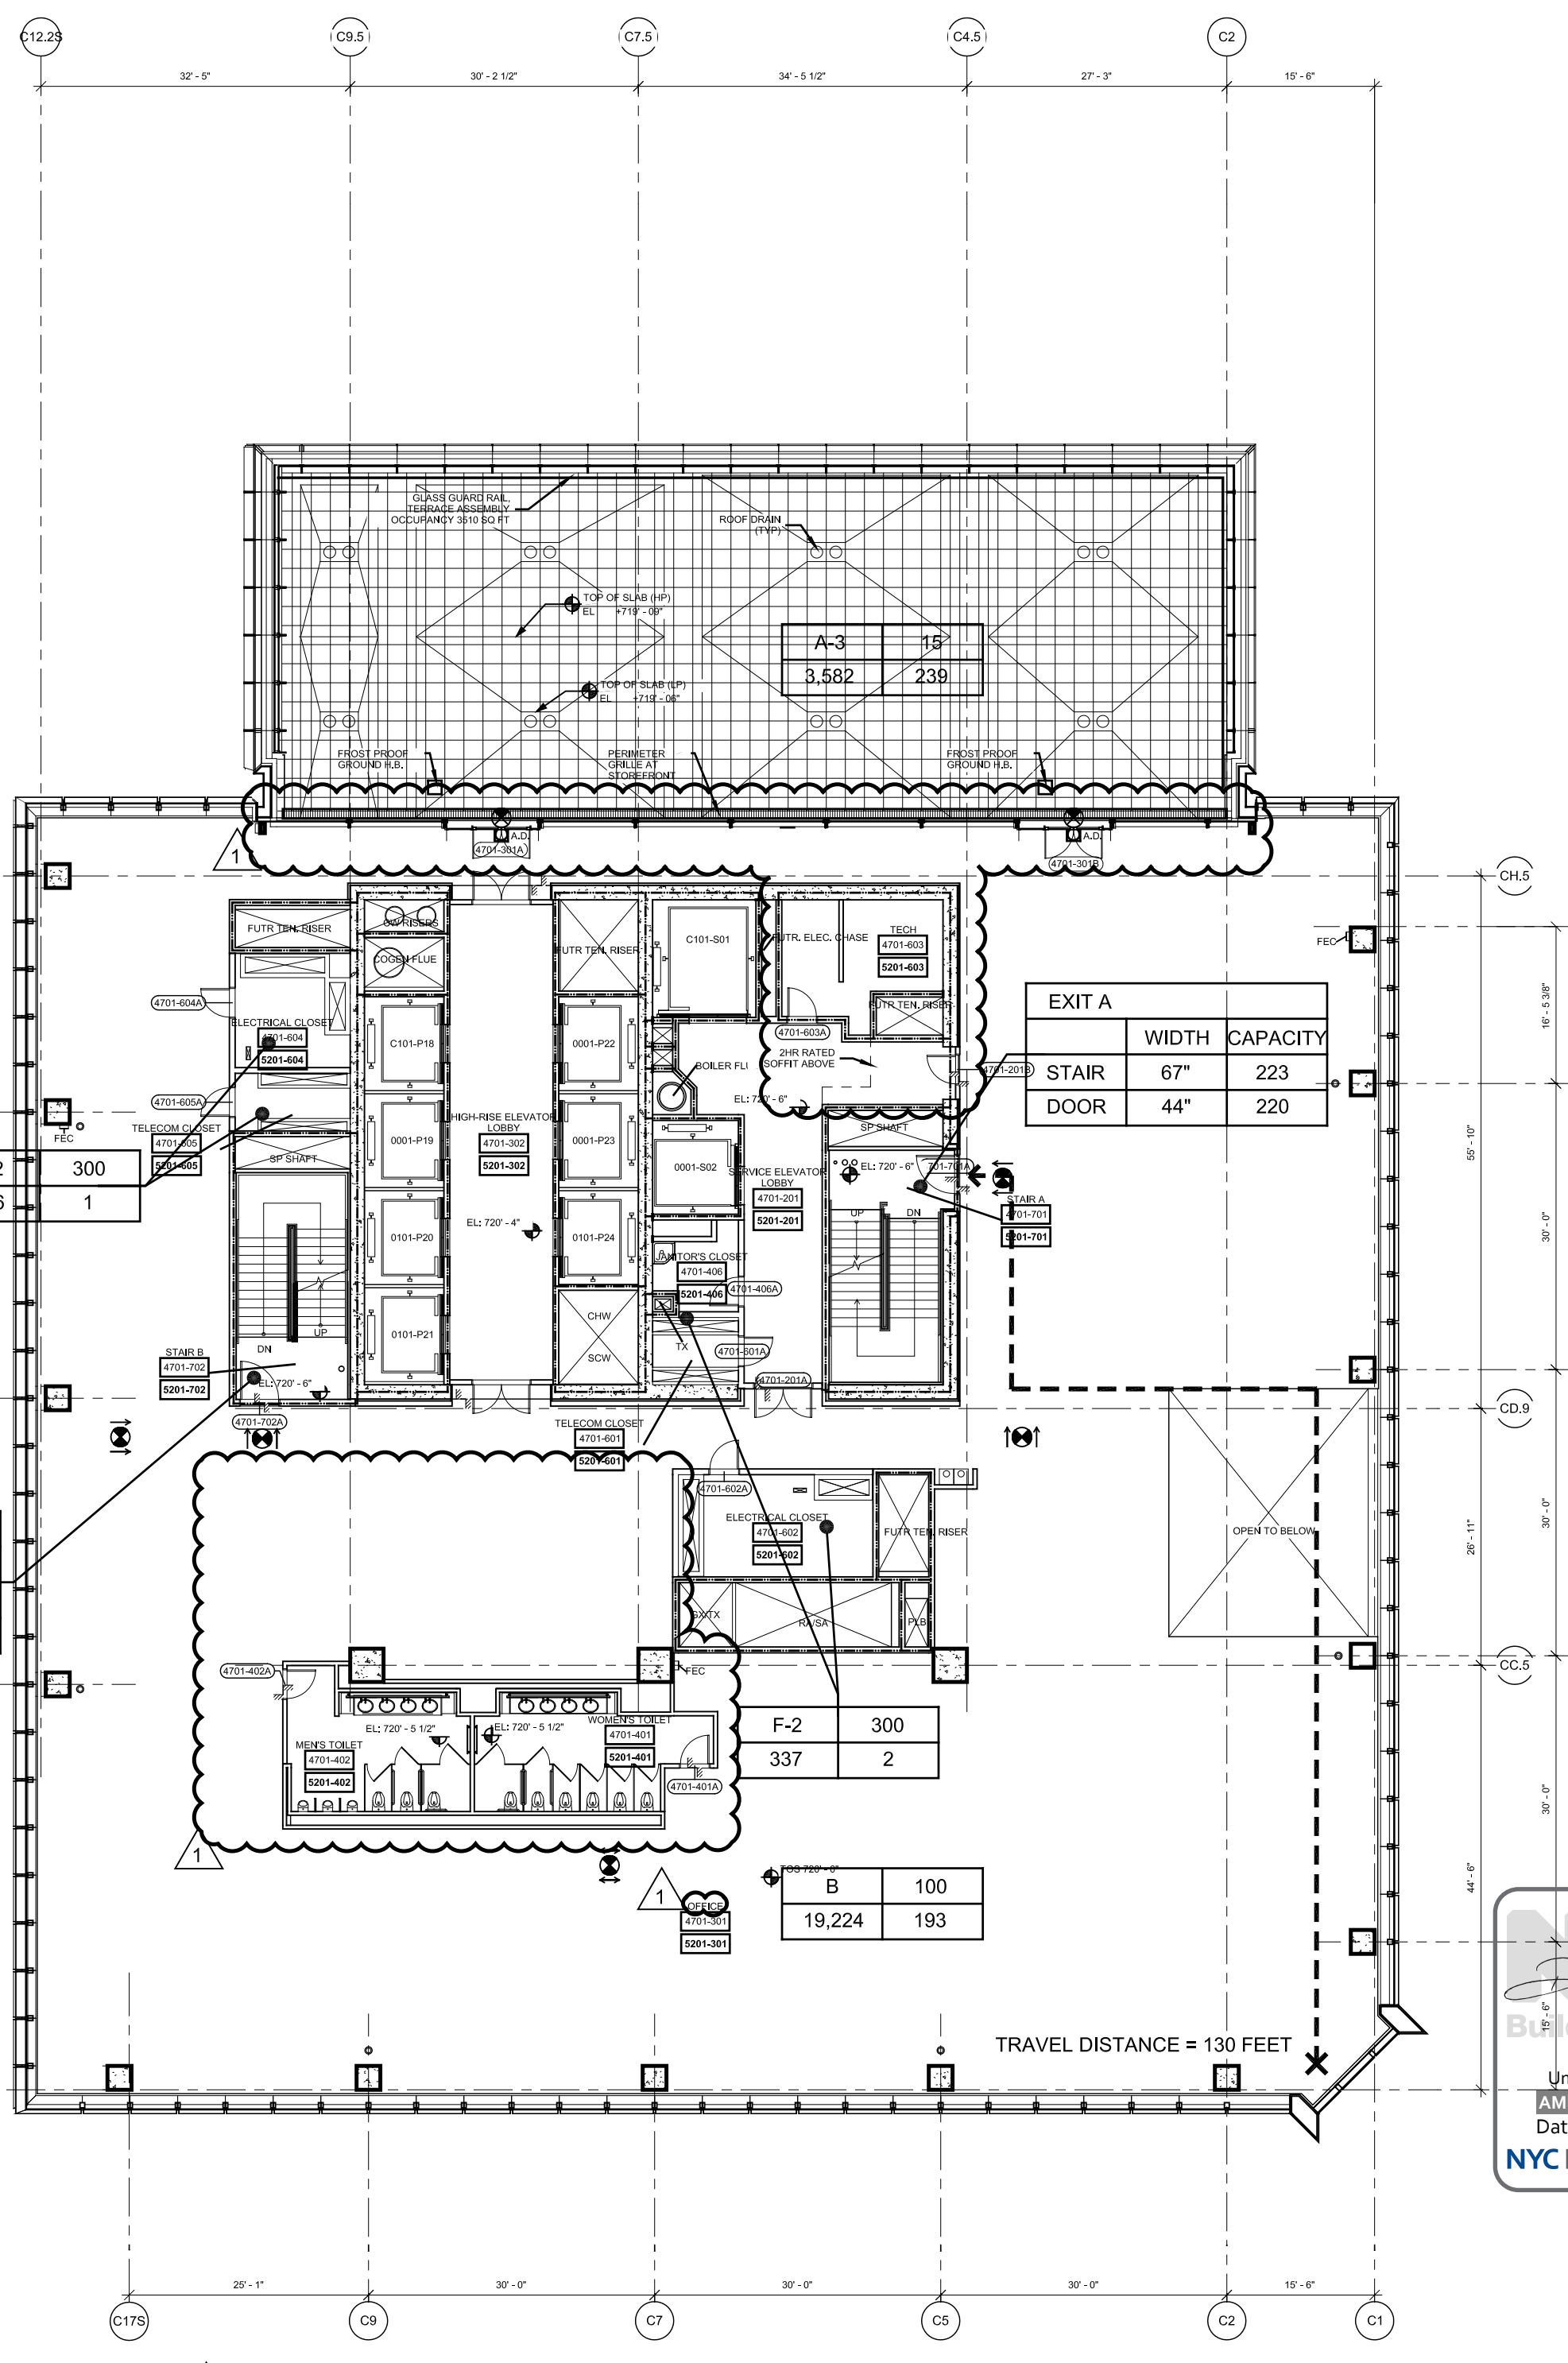 C12.2S
C9.5
C7.5
C4.5
C2
32' - 5"
30' - 2 1/2"
34' - 5 1/2"
27' - 3"
15' - 6"
GLASS GUARD RAIL,
TERRACE ASSEMBLY
OCCUPANCY 3510 SQ FT
ROOF DRAIN
(TYP)
TOP OF SLAB (HP)
EL +719' - 09"
A-3
15
3,582
239
TOP OF SLAB (LP)
EL +719' - 06"
FROST PROOF
GROUND H.B.
PERIMETER
GRILLE AT
STOREFRONT
FROST PROOF
GROUND H.B.
A.D.
4701-301A
A.D.
4701-301B
1
CH.5
FUTR TEN. RISER
CW RISERS
COGEN FLUE
FUTR TEN. RISER
C101-S01
FUTR. ELEC. CHASE
TECH
4701-603
5201-603
FEC
16' - 5 3/8"
4701-604A
ELECTRICAL CLOSET
4701-604
5201-604
C101-P18
0001-P22
FUTR TEN. RISER
4701-603A
2HR RATED
SOFFIT ABOVE
BOILER FLU
4701-201B
EXIT A
WIDTH
CAPACITY
STAIR
67"
223
DOOR
44"
220
4701-605A
TELECOM CLOSET
4701-605
5201-605
FEC
300
1
SP SHAFT
0001-P19
HIGH-RISE ELEVATOR
LOBBY
4701-302
5201-302
0001-P23
EL: 720' - 6"
0001-S02
SP SHAFT
EL: 720' - 6"
701-701A
SERVICE ELEVATOR
LOBBY
4701-201
5201-201
STAIR A
4701-701
5201-701
55' - 10"
30' - 0"
UP
DN
0101-P20
EL: 720' - 4"
0101-P24
JANITOR'S CLOSET
4701-406
5201-406
4701-406A
CHW
SCW
TX
4701-601A
4701-201A
0101-P21
UP
DN
STAIR B
4701-702
5201-702
EL: 720' - 6"
4701-702A
CD.9
TELECOM CLOSET
4701-601
5201-601
4701-602A
ELECTRICAL CLOSET
4701-602
5201-602
FUTR TEN. RISER
OPEN TO BELOW
26' - 11"
30' - 0"
GX/TX
RA/SA
PLB
4701-402A
FEC
CC.5
EL: 720' - 5 1/2"
EL: 720' - 5 1/2"
WOMEN'S TOILET
4701-401
5201-401
MEN'S TOILET
4701-402
5201-402
4701-401A
F-2
300
337
2
30' - 0"
1
TOS 720' - 0"
1
OFFICE
4701-301
5201-301
B
100
19,224
193
44' - 6"
15' - 6"
TRAVEL DISTANCE = 130 FEET
AM
NYC
25' - 1"
30' - 0"
30' - 0"
30' - 0"
15' - 6"
C17S
C9
C7
C5
C2
C1